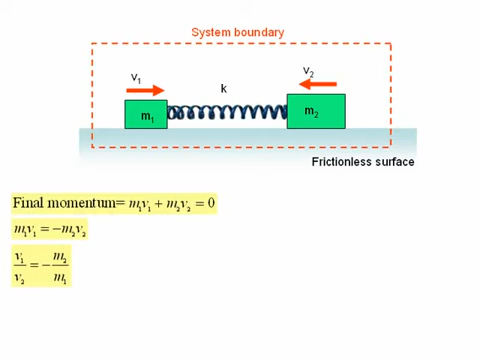 System boundary
v₁
v₂
k
m₁
m₂
Frictionless surface
Final momentum= m₁v₁ + m₂v₂ = 0
m₁v₁ = −m₂v₂
v₁/v₂ = − m₂/m₁